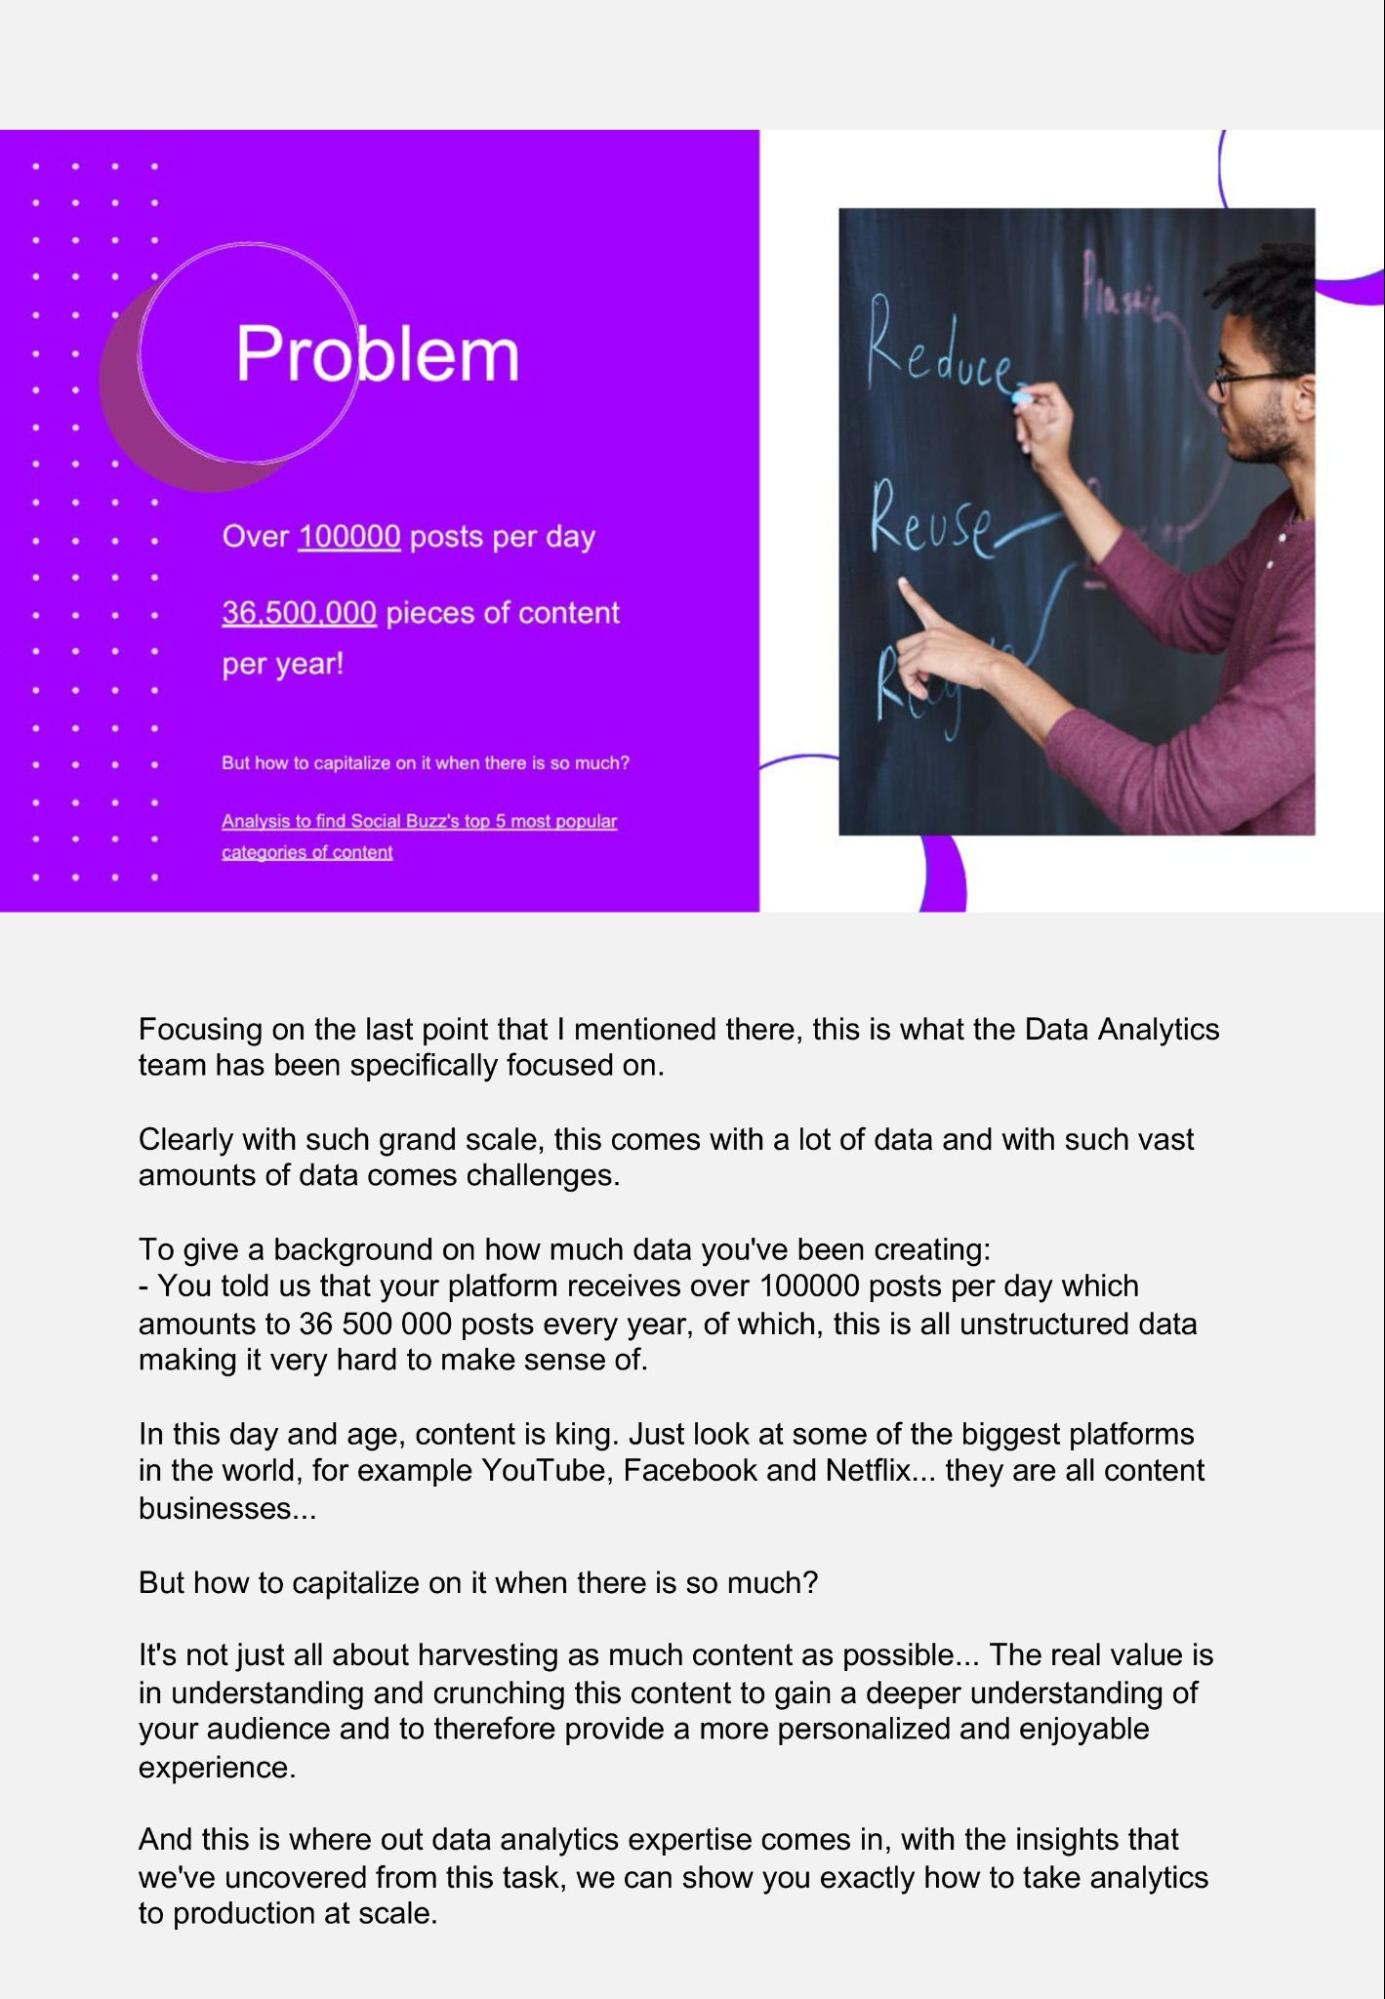 Problem
Over 100000 posts per day
36,500,000 pieces of content
per year!
But how to capitalize on it when there is so much?
Analysis to find Social Buzz's top 5 most popular
categories of content
Plastic
Reduce
Reuse
Focusing on the last point that I mentioned there, this is what the Data Analytics
team has been specifically focused on.
Clearly with such grand scale, this comes with a lot of data and with such vast
amounts of data comes challenges.
To give a background on how much data you've been creating:
- You told us that your platform receives over 100000 posts per day which
amounts to 36 500 000 posts every year, of which, this is all unstructured data
making it very hard to make sense of.
In this day and age, content is king. Just look at some of the biggest platforms
in the world, for example YouTube, Facebook and Netflix... they are all content
businesses...
But how to capitalize on it when there is so much?
It's not just all about harvesting as much content as possible... The real value is
in understanding and crunching this content to gain a deeper understanding of
your audience and to therefore provide a more personalized and enjoyable
experience.
And this is where out data analytics expertise comes in, with the insights that
we've uncovered from this task, we can show you exactly how to take analytics
to production at scale.